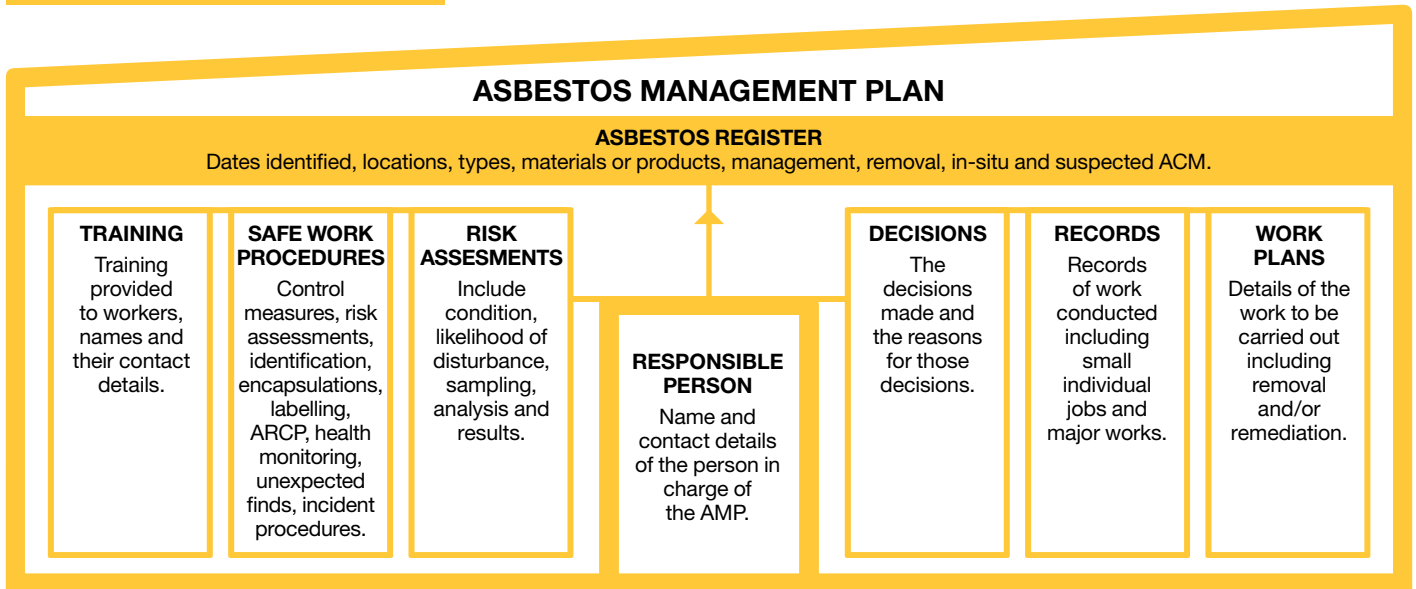 ASBESTOS MANAGEMENT PLAN
ASBESTOS REGISTER
Dates identified, locations, types, materials or products, management, removal, in-situ and suspected ACM.
TRAINING
Training
provided
to workers,
names and
their contact
details.
SAFE WORK
PROCEDURES
Control
measures, risk
assessments,
identification,
encapsulations,
labelling,
ARCP, health
monitoring,
unexpected
finds, incident
procedures.
RISK
ASSESMENTS
Include
condition,
likelihood of
disturbance,
sampling,
analysis and
results.
RESPONSIBLE
PERSON
Name and
contact details
of the person in
charge of
the AMP.
DECISIONS
The
decisions
made and
the reasons
for those
decisions.
RECORDS
Records
of work
conducted
including
small
individual
jobs and
major works.
WORK
PLANS
Details of the
work to be
carried out
including
removal
and/or
remediation.